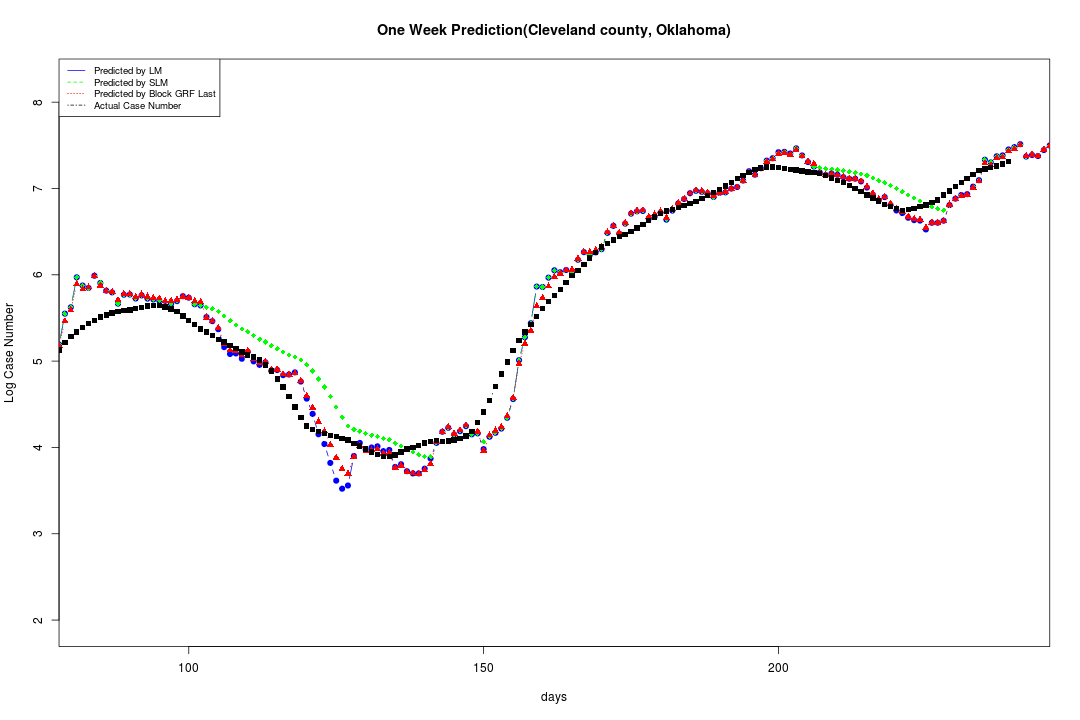 One Week Prediction(Cleveland county, Oklahoma)
Predicted by LM
Predicted by SLM
Predicted by Block GRF Last
Actual Case Number
8
7
6
5
4
3
2
Log Case Number
100 150 200
days